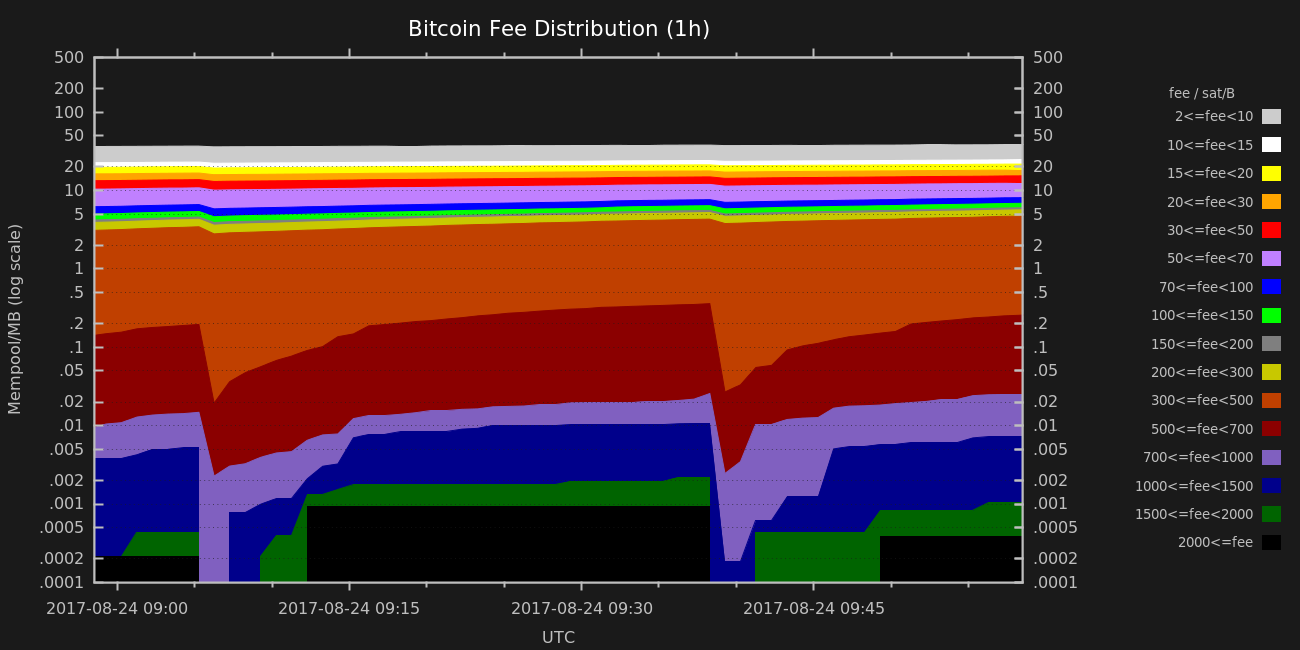 Bitcoin Fee Distribution (1h)
500 500
200 200
100 100
50 50
20 20
10 10
5 5
2 2
1 1
.5 .5
.2 .2
.1 .1
.05 .05
.02 .02
.01 .01
.005 .005
.002 .002
.001 .001
.0005 .0005
.0002 .0002
.0001 .0001
Mempool/MB (log scale)
2017-08-24 09:00 2017-08-24 09:15 2017-08-24 09:30 2017-08-24 09:45
UTC
fee / sat/B
2<=fee<10
10<=fee<15
15<=fee<20
20<=fee<30
30<=fee<50
50<=fee<70
70<=fee<100
100<=fee<150
150<=fee<200
200<=fee<300
300<=fee<500
500<=fee<700
700<=fee<1000
1000<=fee<1500
1500<=fee<2000
2000<=fee